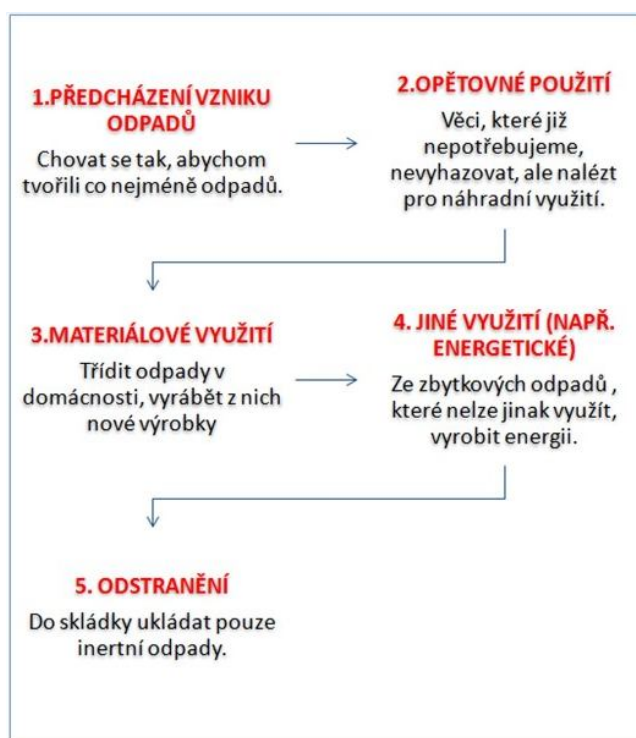 1.PŘEDCHÁZENÍ VZNIKU
ODPADŮ
Chovat se tak, abychom
tvořili co nejméně odpadů.
2.OPĚTOVNÉ POUŽITÍ
Věci, které již
nepotřebujeme,
nevyhazovat, ale nalézt
pro náhradní využití.
3.MATERIÁLOVÉ VYUŽITÍ
Třídit odpady v
domácnosti, vyrábět z nich
nové výrobky
4. JINÉ VYUŽITÍ (NAPŘ.
ENERGETICKÉ)
Ze zbytkových odpadů ,
které nelze jinak využít,
vyrobit energii.
5. ODSTRANĚNÍ
Do skládky ukládat pouze
inertní odpady.